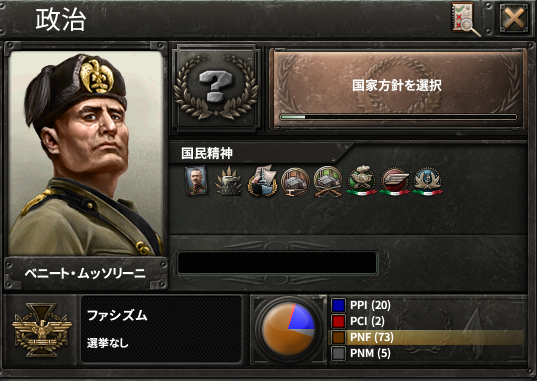 政治
国家方針を選択
国民精神
ベニート・ムッソリーニ
ファシズム
選挙なし
PPI (20)
PCI (2)
PNF (73)
PNM (5)